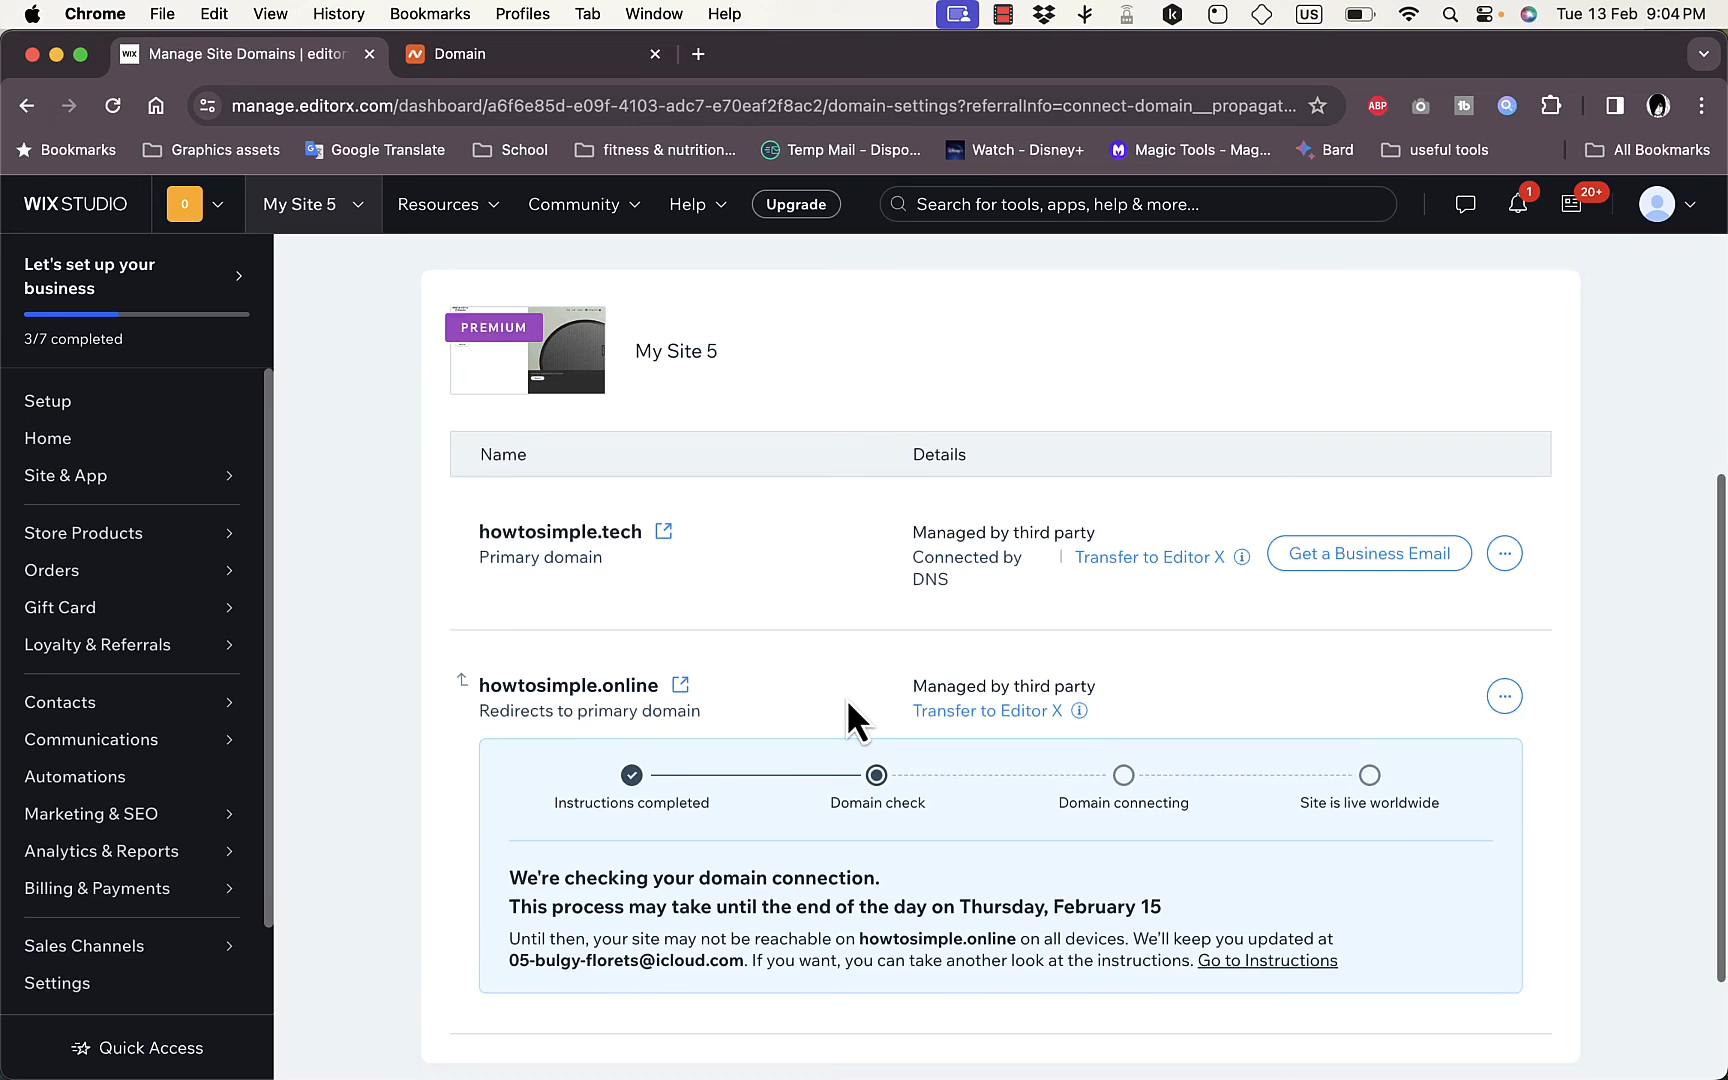 Chrome File Edit View History Bookmarks Profiles Tab Window Help US Tue 13 Feb 9:04 PM
WIX Manage Site Domains | editor Domain
manage.editorx.com/dashboard/a6f6e85d-e09f-4103-adc7-e70eaf2f8ac2/domain-settings?referralInfo=connect-domain__propagat... ABP tb
Bookmarks Graphics assets Google Translate School fitness & nutrition... Temp Mail - Dispo... Watch - Disney+ Magic Tools - Mag... Bard useful tools All Bookmarks
WIX STUDIO 0 My Site 5 Resources Community Help Upgrade Search for tools, apps, help & more... 1 20+
Let's set up your
business
3/7 completed
Setup
Home
Site & App
Store Products
Orders
Gift Card
Loyalty & Referrals
Contacts
Communications
Automations
Marketing & SEO
Analytics & Reports
Billing & Payments
Sales Channels
Settings
Quick Access
PREMIUM
My Site 5
Name Details
howtosimple.tech
Primary domain
Managed by third party
Connected by
DNS
Transfer to Editor X
Get a Business Email
howtosimple.online
Redirects to primary domain
Managed by third party
Transfer to Editor X
Instructions completed Domain check Domain connecting Site is live worldwide
We're checking your domain connection.
This process may take until the end of the day on Thursday, February 15
Until then, your site may not be reachable on howtosimple.online on all devices. We'll keep you updated at
05-bulgy-florets@icloud.com. If you want, you can take another look at the instructions. Go to Instructions